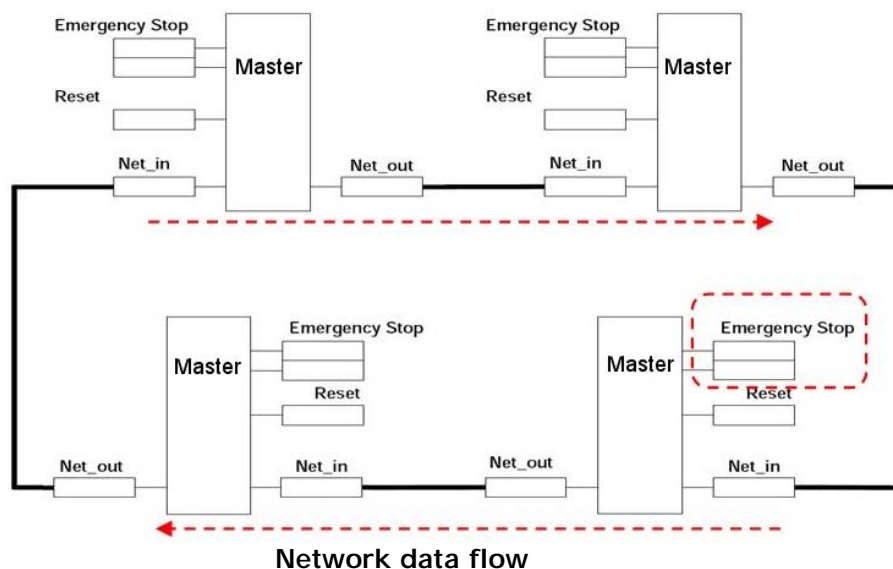 Emergency Stop
Master
Reset
Net_in
Net_out
Emergency Stop
Master
Reset
Net_in
Net_out
Emergency Stop
Master
Reset
Net_out
Net_in
Emergency Stop
Master
Reset
Net_out
Net_in
Network data flow